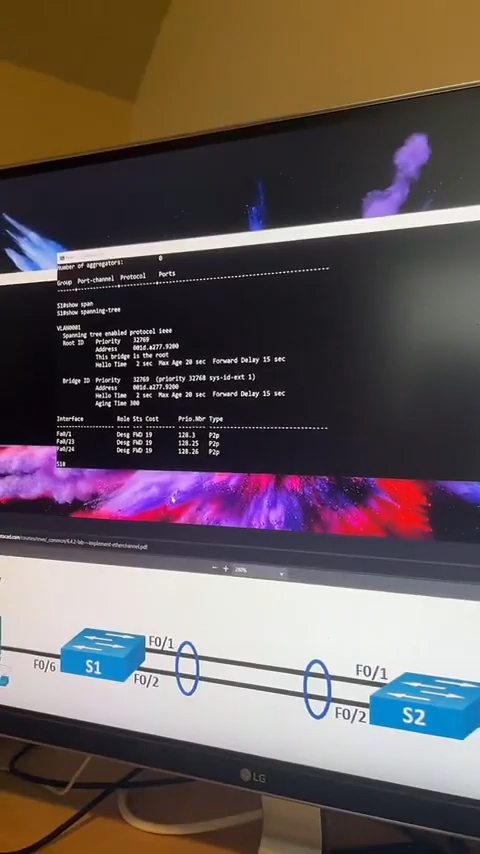 Number of aggregators: 0
Group Port-channel Protocol Ports
------+-------------+-----------+-----------------------------------------------
S1#show span
S1#show spanning-tree
VLAN0001
Spanning tree enabled protocol ieee
Root ID Priority 32769
Address 001d.a277.9200
This bridge is the root
Hello Time 2 sec Max Age 20 sec Forward Delay 15 sec
Bridge ID Priority 32769 (priority 32768 sys-id-ext 1)
Address 001d.a277.9200
Hello Time 2 sec Max Age 20 sec Forward Delay 15 sec
Aging Time 300
Interface Role Sts Cost Prio.Nbr Type
Fa0/1 Desg FWD 19 128.3 P2p
Fa0/23 Desg FWD 19 128.25 P2p
Fa0/24 Desg FWD 19 128.26 P2p
S1#
F0/6
S1
F0/1
F0/2
F0/1
F0/2
S2
LG